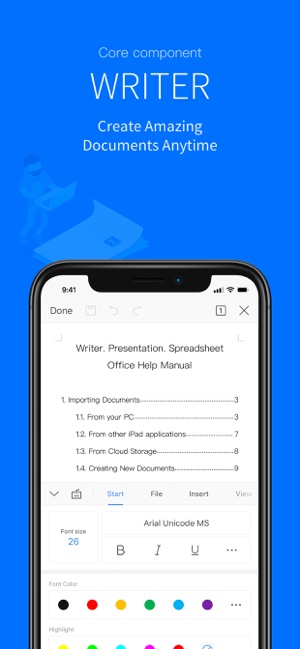 Core component
WRITER
Create Amazing
Documents Anytime
9:41
Done
1
Writer. Presentation. Spreadsheet
Office Help Manual
1. Importing Documents 3
1.1. From your PC 3
1.2. From other iPad applications 7
1.3. From Cloud Storage 8
1.4. Creating New Documents 9
Start File Insert View
Font size
26
Arial Unicode MS
B I U ...
Font Color
...
Highlight